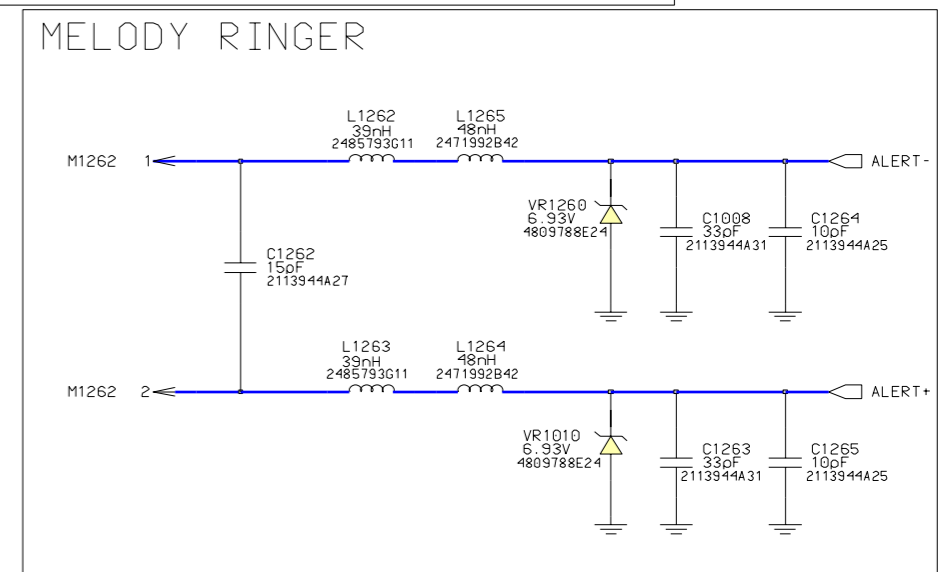 MELODY RINGER
L1262
39nH
2485793G11
L1265
48nH
2471992B42
M1262 1
ALERT-
VR1260
6.93V
4809788E24
C1008
33pF
2113944A31
C1264
10pF
2113944A25
C1262
15pF
2113944A27
L1263
39nH
2485793G11
L1264
48nH
2471992B42
M1262 2
ALERT+
VR1010
6.93V
4809788E24
C1263
33pF
2113944A31
C1265
10pF
2113944A25